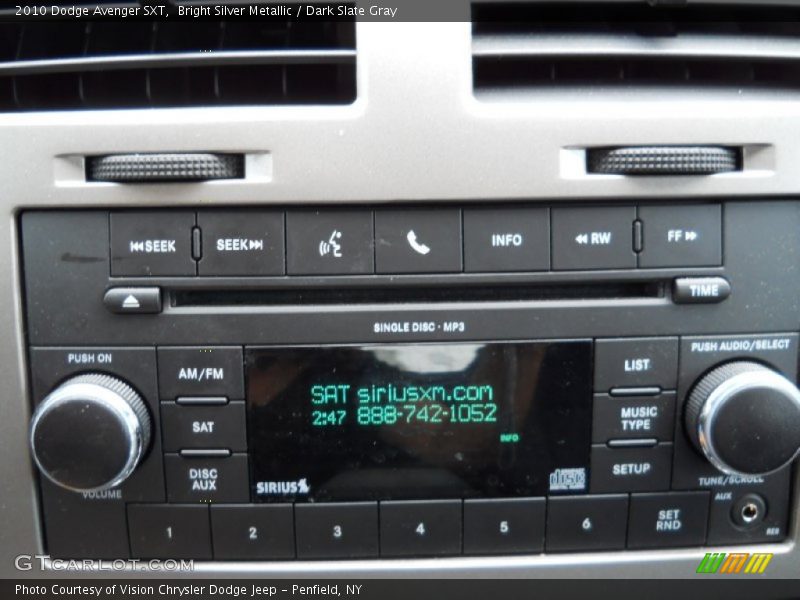 2010 Dodge Avenger SXT,  Bright Silver Metallic / Dark Slate Gray
SEEK
SEEK
INFO
RW
FF
TIME
SINGLE DISC · MP3
PUSH ON
PUSH AUDIO/SELECT
AM/FM
LIST
SAT siriusxm.com
2:47 888-742-1052
MUSIC
TYPE
SAT
INFO
DISC
AUX
SETUP
SIRIUS
disc
VOLUME
TUNE/SCROLL
AUX
1
2
3
4
5
6
SET
RND
RES
GTCARLOT.COM
Photo Courtesy of Vision Chrysler Dodge Jeep - Penfield, NY